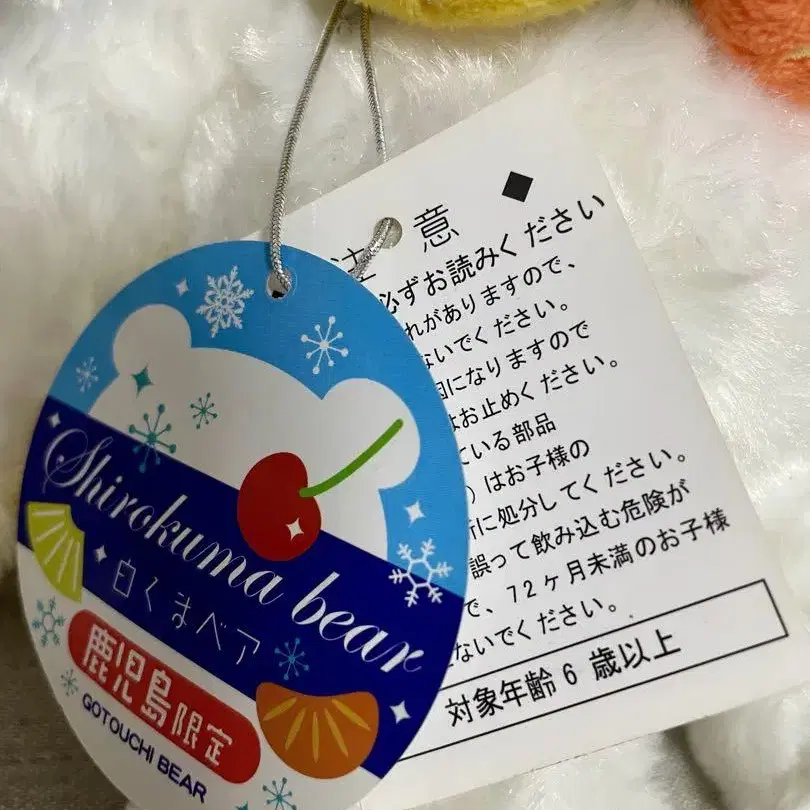 Shirokuma bear
白くまベア
鹿児島限定
GOTOUCHI BEAR
注 意 ◆
必ずお読みください
れがありますので、
ないでください。
因になりますので
はお止めください。
ている部品
)はお子様の
所に処分してください。
誤って飲み込む危険が
で、72ヶ月未満のお子様
えないでください。
対象年齢6 歳以上